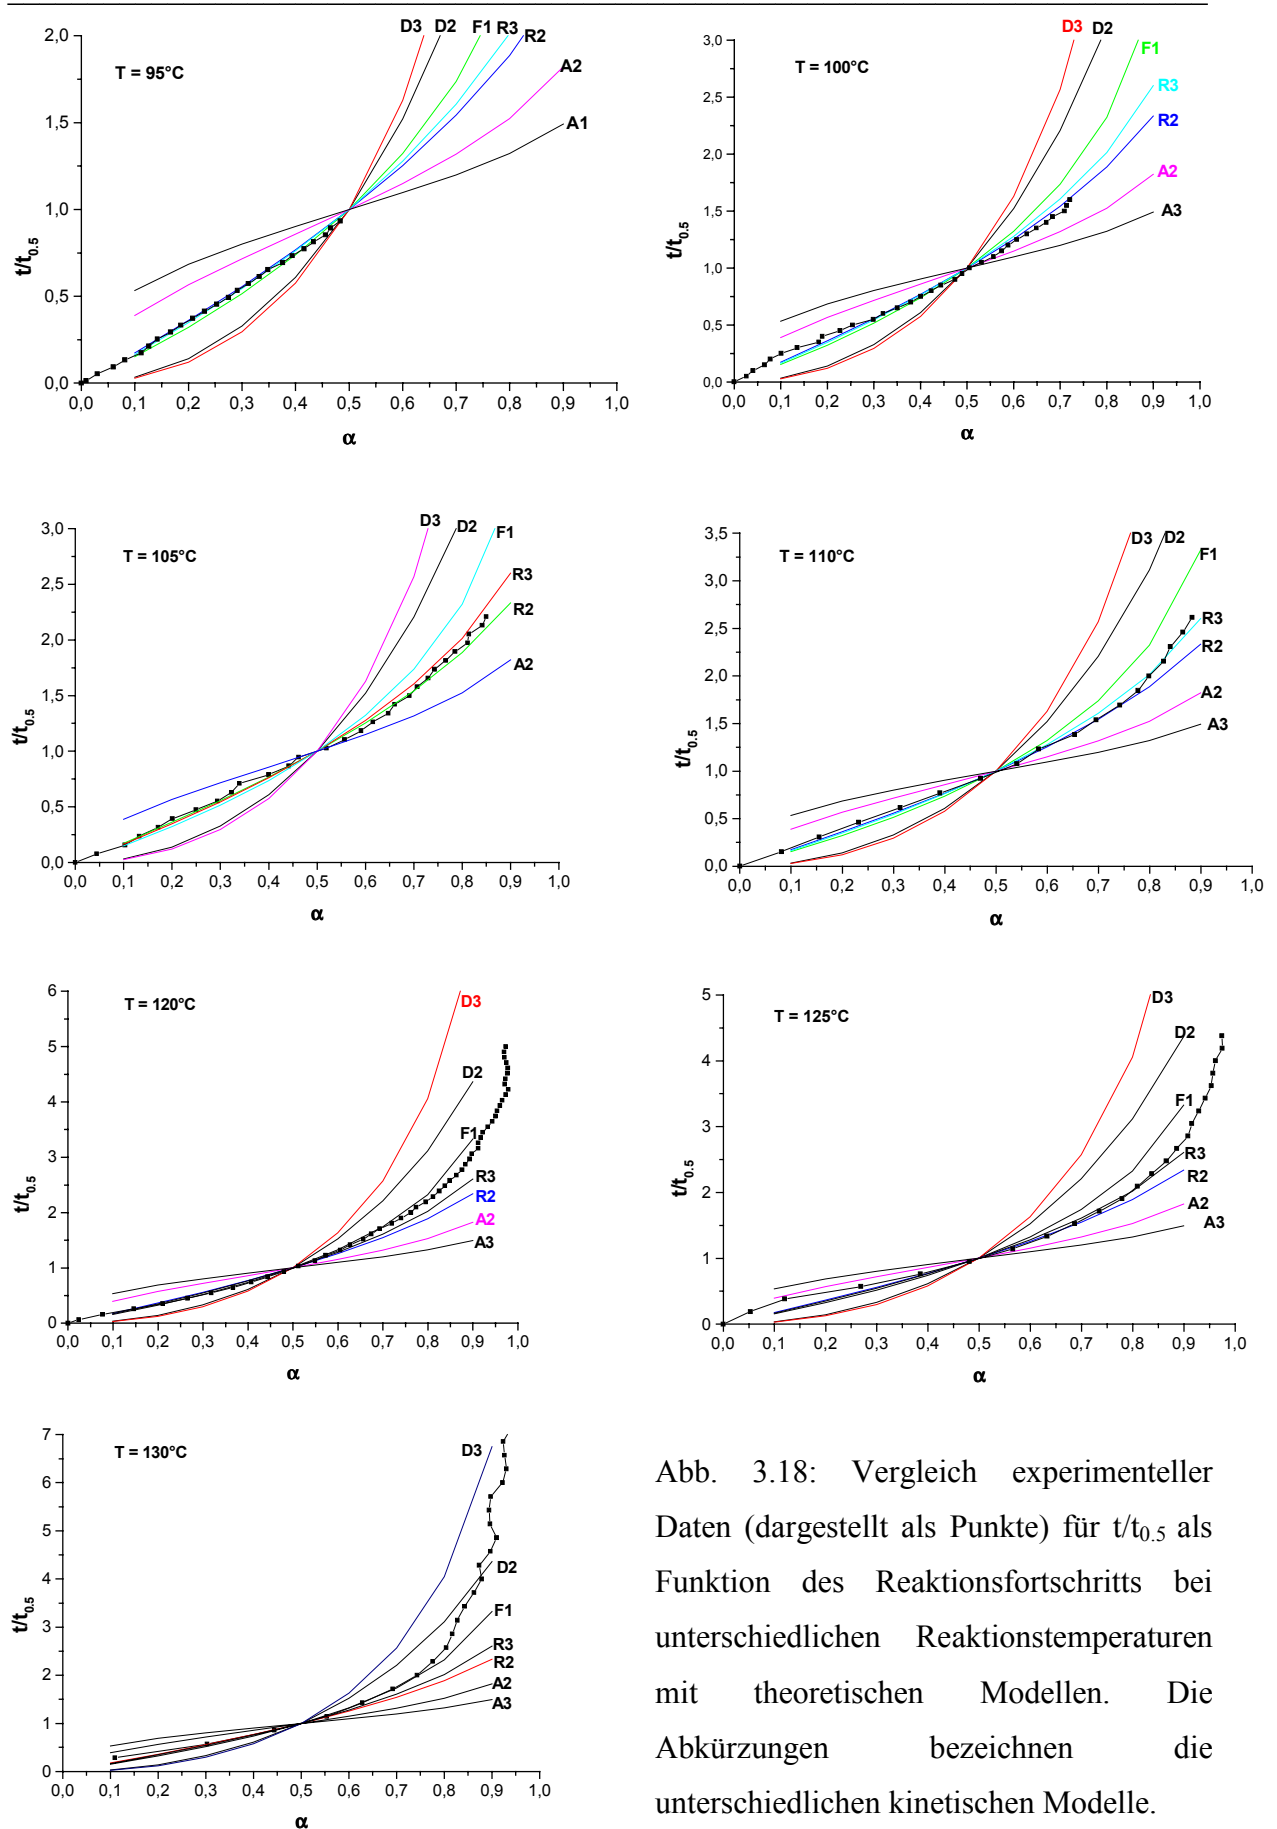 D3 D2 F1 R3 R2
T = 95°C
A2
A1
2,0
1,5
1,0
0,5
0,0
t/t0.5
0,0 0,1 0,2 0,3 0,4 0,5 0,6 0,7 0,8 0,9 1,0
α
D3 D2 F1
T = 100°C
R3
R2
A2
A3
3,0
2,5
2,0
1,5
1,0
0,5
0,0
t/t0.5
0,0 0,1 0,2 0,3 0,4 0,5 0,6 0,7 0,8 0,9 1,0
α
D3 D2 F1
T = 105°C
R3
R2
A2
3,0
2,5
2,0
1,5
1,0
0,5
0,0
t/t0.5
0,0 0,1 0,2 0,3 0,4 0,5 0,6 0,7 0,8 0,9 1,0
α
D3 D2 F1
T = 110°C
R3
R2
A2
A3
3,5
3,0
2,5
2,0
1,5
1,0
0,5
0,0
t/t0.5
0,0 0,1 0,2 0,3 0,4 0,5 0,6 0,7 0,8 0,9 1,0
α
T = 120°C
D3
D2
F1
R3
R2
A2
A3
6
5
4
3
2
1
0
t/t0.5
0,0 0,1 0,2 0,3 0,4 0,5 0,6 0,7 0,8 0,9 1,0
α
T = 125°C
D3
D2
F1
R3
R2
A2
A3
5
4
3
2
1
0
t/t0.5
0,0 0,1 0,2 0,3 0,4 0,5 0,6 0,7 0,8 0,9 1,0
α
T = 130°C
D3
D2
F1
R3
R2
A2
A3
7
6
5
4
3
2
1
0
t/t0.5
0,0 0,1 0,2 0,3 0,4 0,5 0,6 0,7 0,8 0,9 1,0
α
Abb. 3.18: Vergleich experimenteller
Daten (dargestellt als Punkte) für t/t0.5 als
Funktion des Reaktionsfortschritts bei
unterschiedlichen Reaktionstemperaturen
mit theoretischen Modellen. Die
Abkürzungen bezeichnen die
unterschiedlichen kinetischen Modelle.